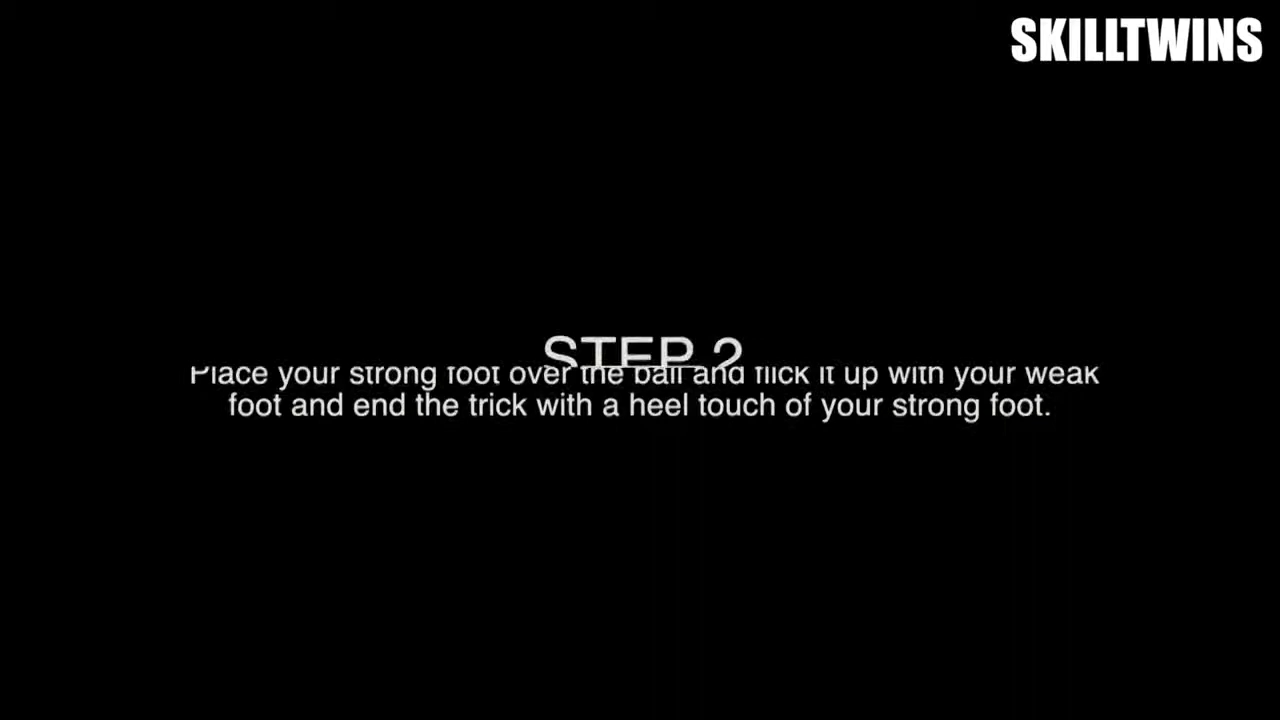 SKILLTWINS
STEP 2
Place your strong foot over the ball and flick it up with your weak
foot and end the trick with a heel touch of your strong foot.